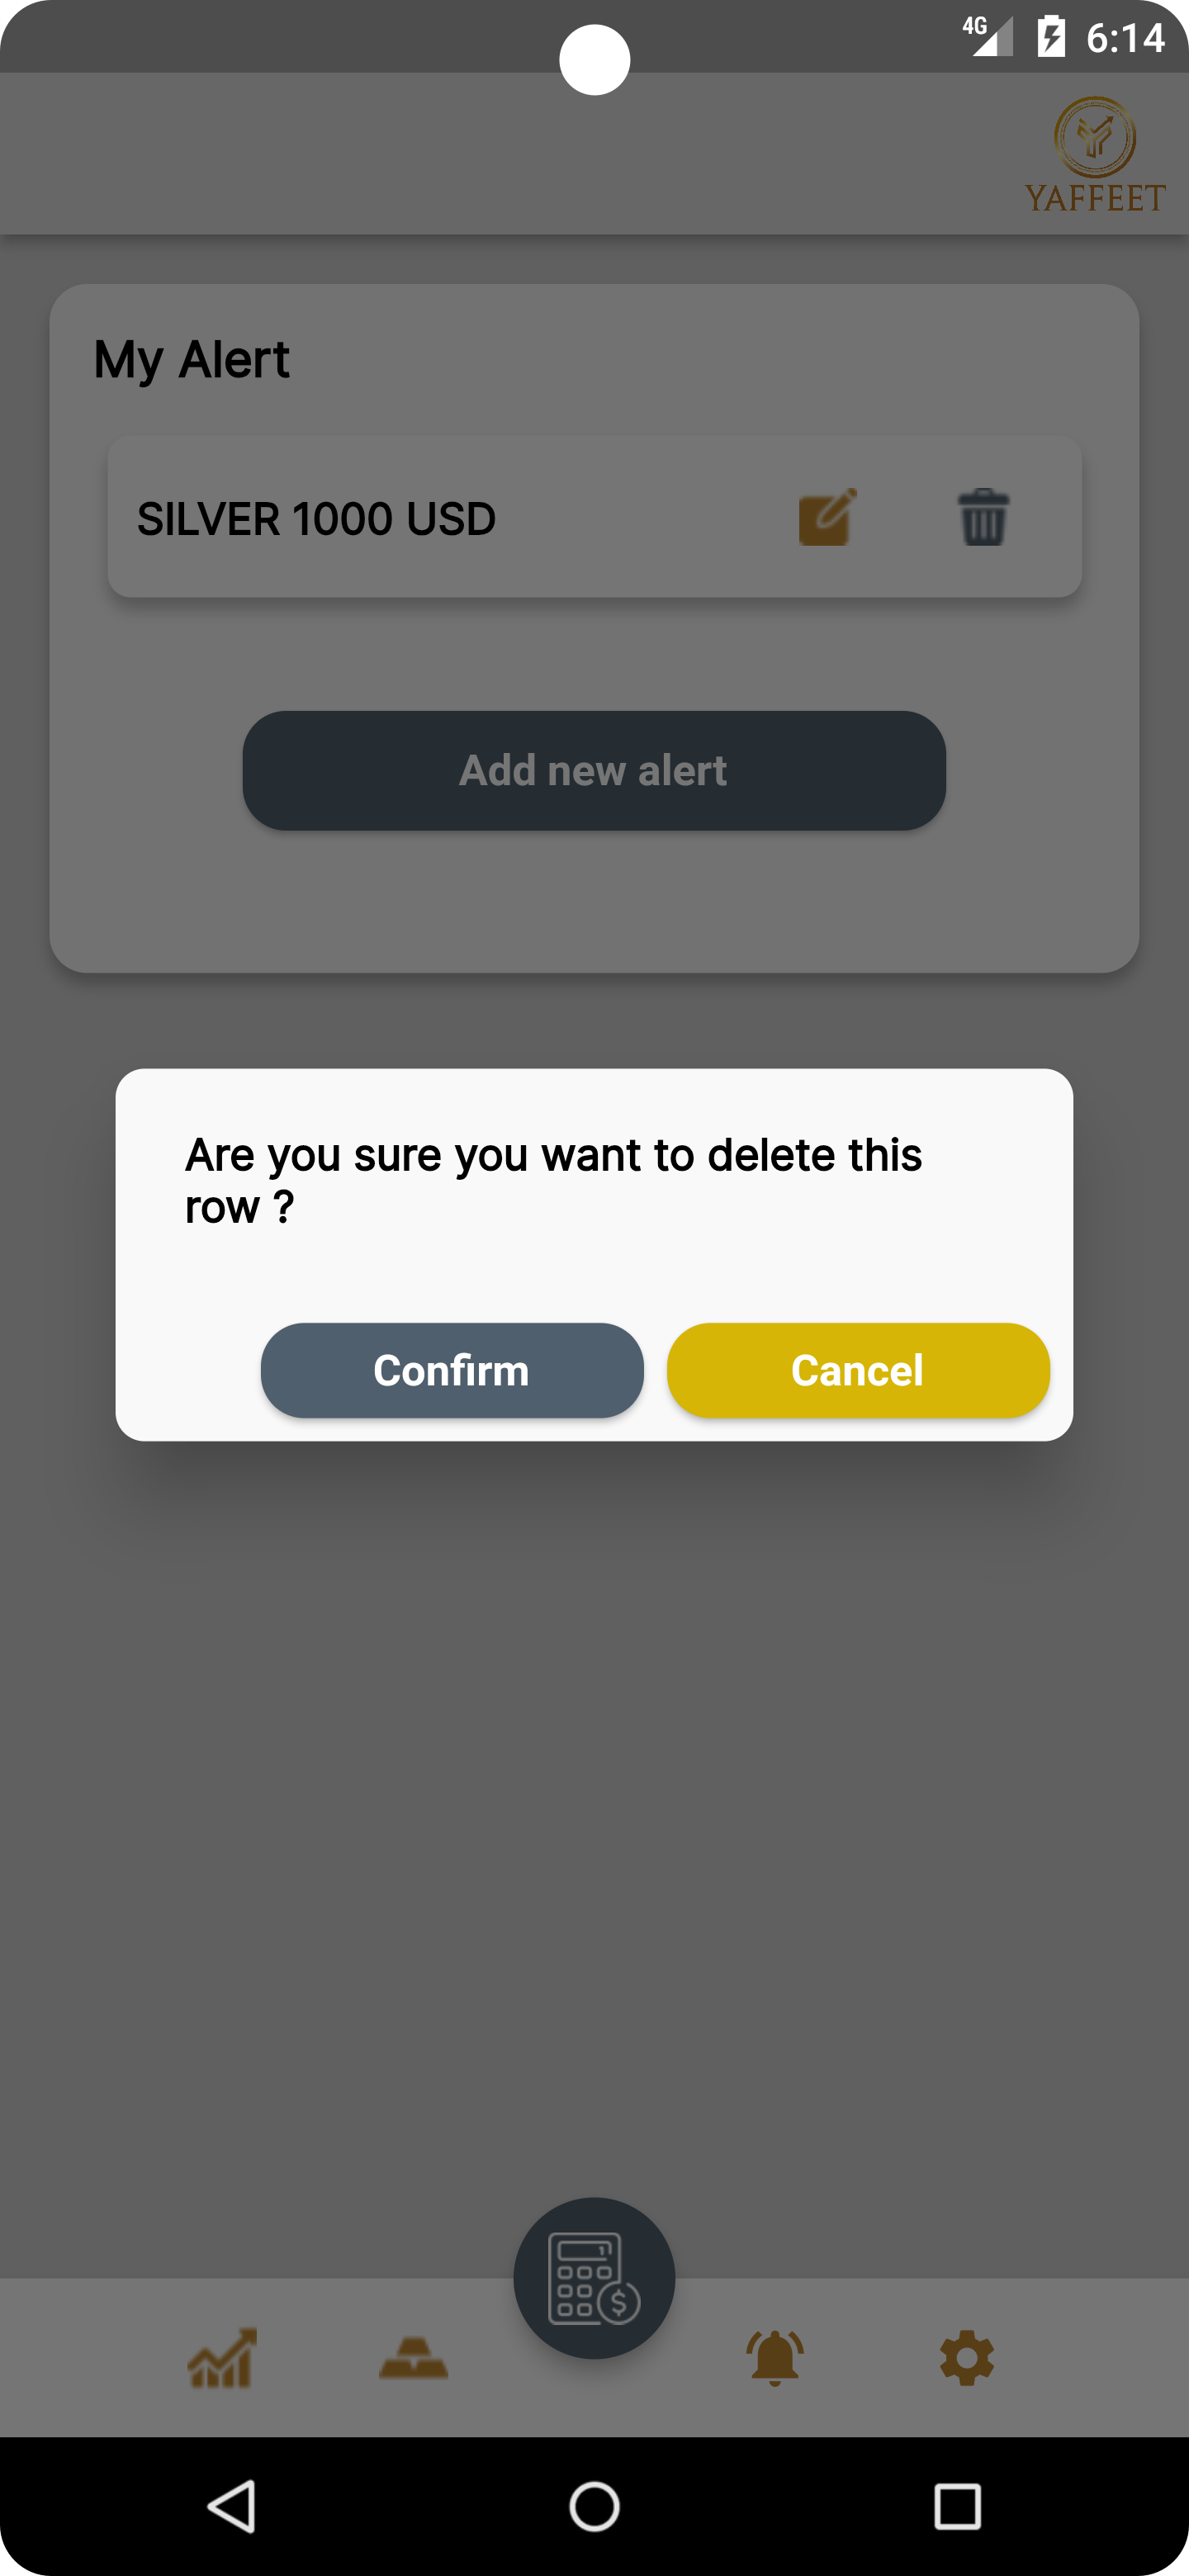 4G 6:14
YAFFEET
My Alert
SILVER 1000 USD
Add new alert
Are you sure you want to delete this
row ?
Confirm Cancel